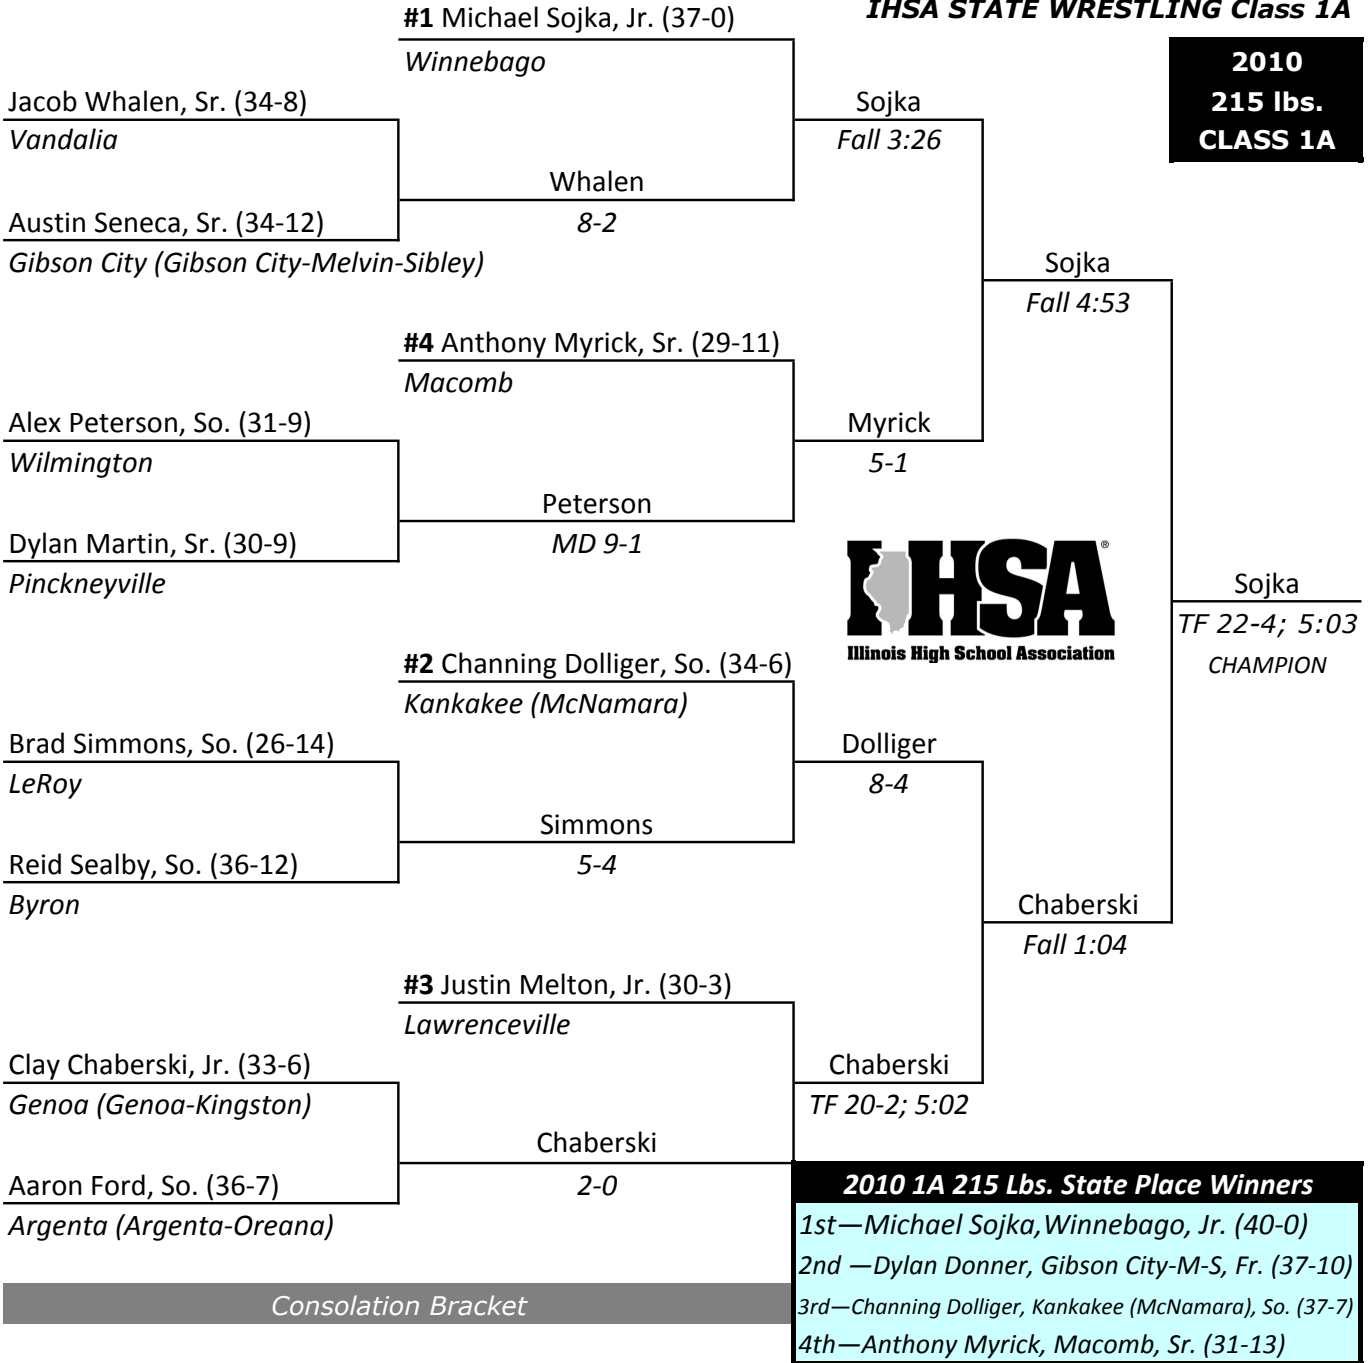 IHSA STATE WRESTLING Class 1A
#1 Michael Sojka, Jr. (37-0)
Winnebago
2010
215 lbs.
CLASS 1A
Jacob Whalen, Sr. (34-8)
Vandalia
Sojka
Fall 3:26
Whalen
8-2
Austin Seneca, Sr. (34-12)
Gibson City (Gibson City-Melvin-Sibley)
Sojka
Fall 4:53
#4 Anthony Myrick, Sr. (29-11)
Macomb
Alex Peterson, So. (31-9)
Wilmington
Myrick
5-1
Peterson
MD 9-1
Dylan Martin, Sr. (30-9)
Pinckneyville
IHSA®
Illinois High School Association
Sojka
TF 22-4; 5:03
CHAMPION
#2 Channing Dolliger, So. (34-6)
Kankakee (McNamara)
Brad Simmons, So. (26-14)
LeRoy
Dolliger
8-4
Simmons
5-4
Reid Sealby, So. (36-12)
Byron
Chaberski
Fall 1:04
#3 Justin Melton, Jr. (30-3)
Lawrenceville
Clay Chaberski, Jr. (33-6)
Genoa (Genoa-Kingston)
Chaberski
TF 20-2; 5:02
Chaberski
2-0
Aaron Ford, So. (36-7)
Argenta (Argenta-Oreana)
2010 1A 215 Lbs. State Place Winners
1st—Michael Sojka,Winnebago, Jr. (40-0)
2nd —Dylan Donner, Gibson City-M-S, Fr. (37-10)
3rd—Channing Dolliger, Kankakee (McNamara), So. (37-7)
4th—Anthony Myrick, Macomb, Sr. (31-13)
Consolation Bracket